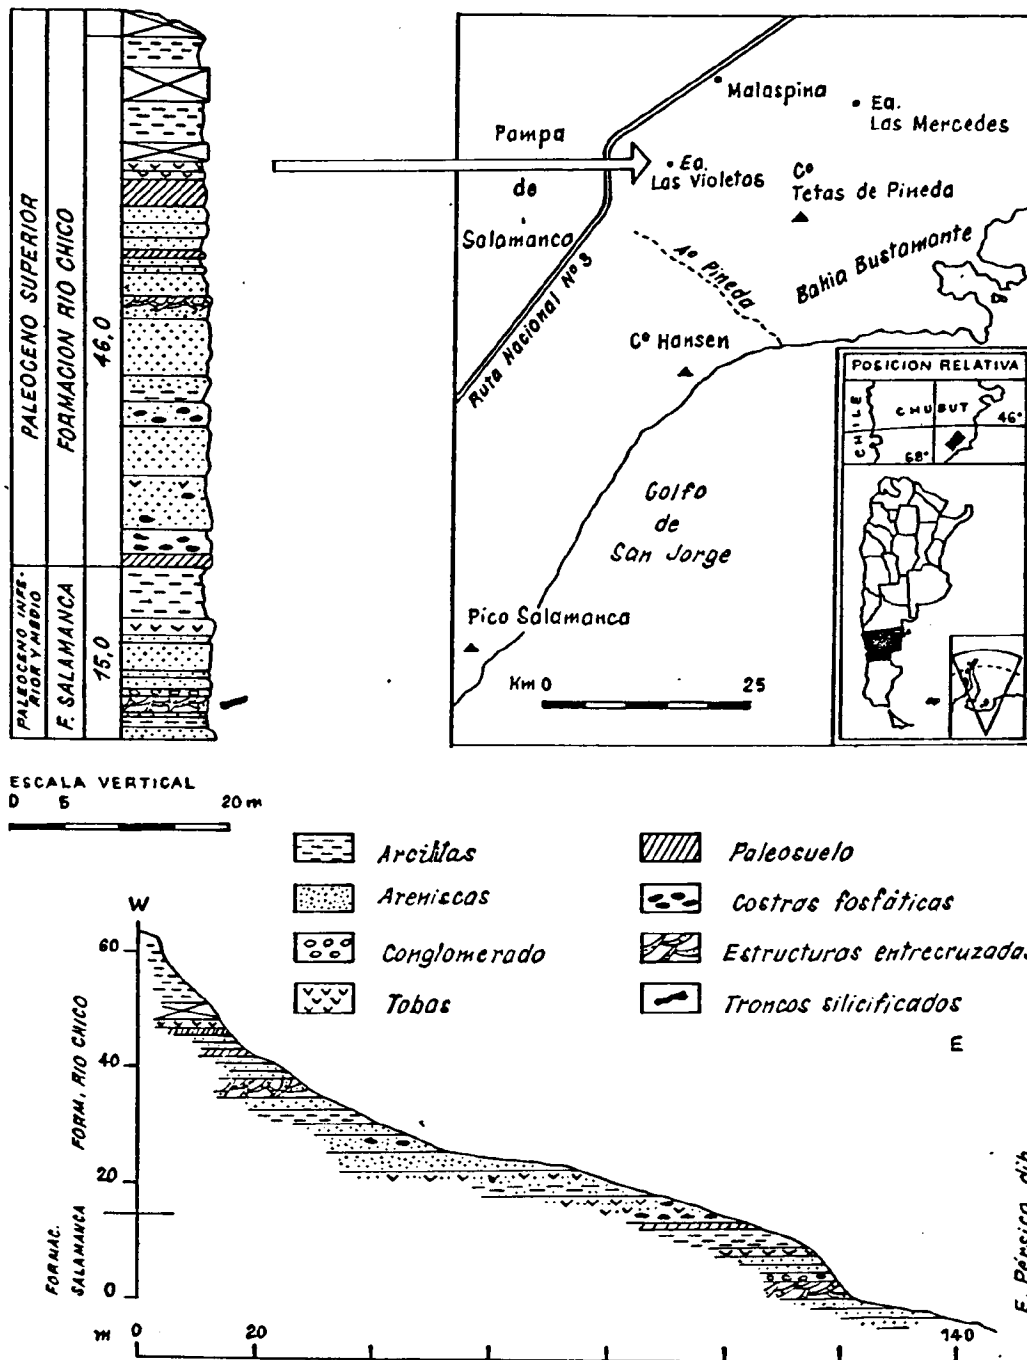 PALEOCENO SUPERIOR
FORMACION RIO CHICO
46,0
PALEOCENO INFE-
RIOR Y MEDIO
F. SALAMANCA
15,0
Malaspina
Ea.
Las Mercedes
Pampa
de
Salamanca
Ea.
Las Violetas
Cº
Tetas de Pineda
Ruta Nacional Nº 3
Aº Pineda
Bahia Bustamante
Cº Hansen
Golfo
de
San Jorge
Pico Salamanca
Km 0 25
POSICION RELATIVA
CHILE
CHUBUT
46°
68°
ESCALA VERTICAL
0 5 20 m
Arcillas
Areniscas
Conglomerado
Tobas
Paleosuelo
Costras fosfáticas
Estructuras entrecruzadas
Troncos silicificados
W
E
60
40
20
0
FORM. RIO CHICO
FORMAC.
SALAMANCA
m 0 20 140
E. Pérsico dib.